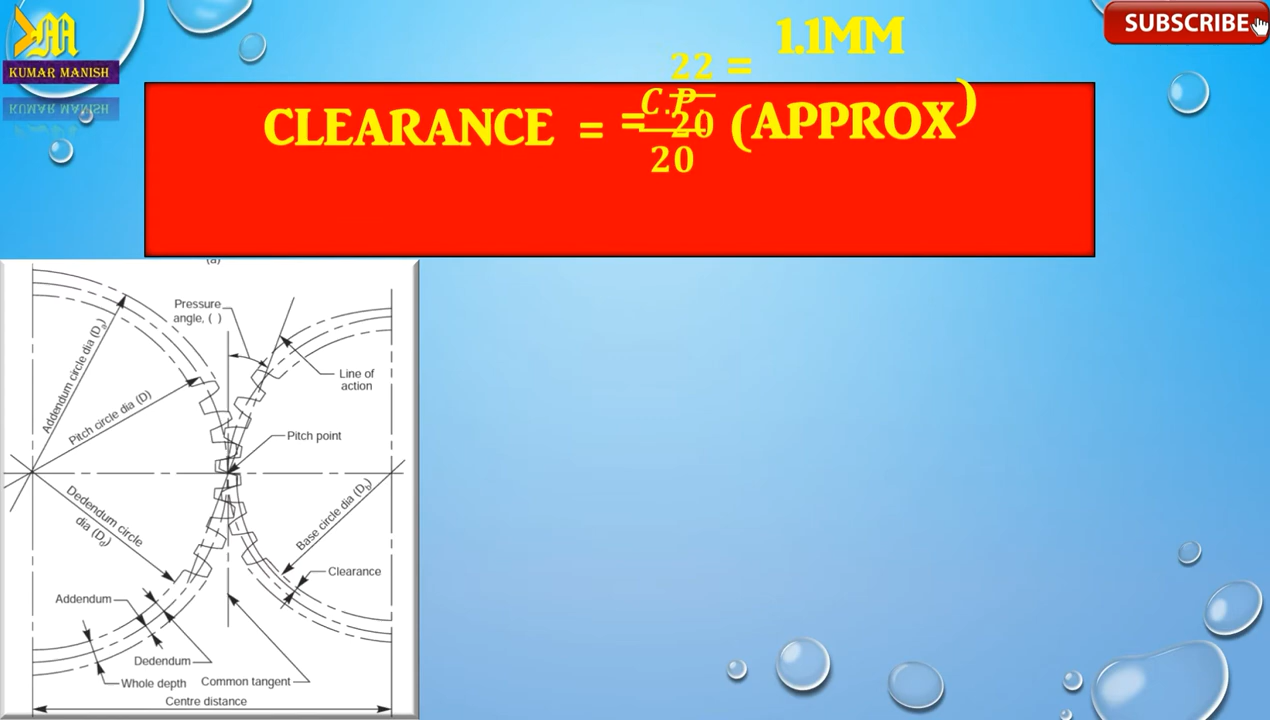 SUBSCRIBE
KUMAR MANISH
1.1MM
22 =
20
CLEARANCE = = C.P (APPROX)
20
(a)
Pressure
angle, ( )
Line of
action
Addendum circle dia (Da)
Pitch circle dia (D)
Pitch point
Dedendum circle
dia (Dd)
Base circle dia (Db)
Clearance
Addendum
Dedendum
Whole depth
Common tangent
Centre distance